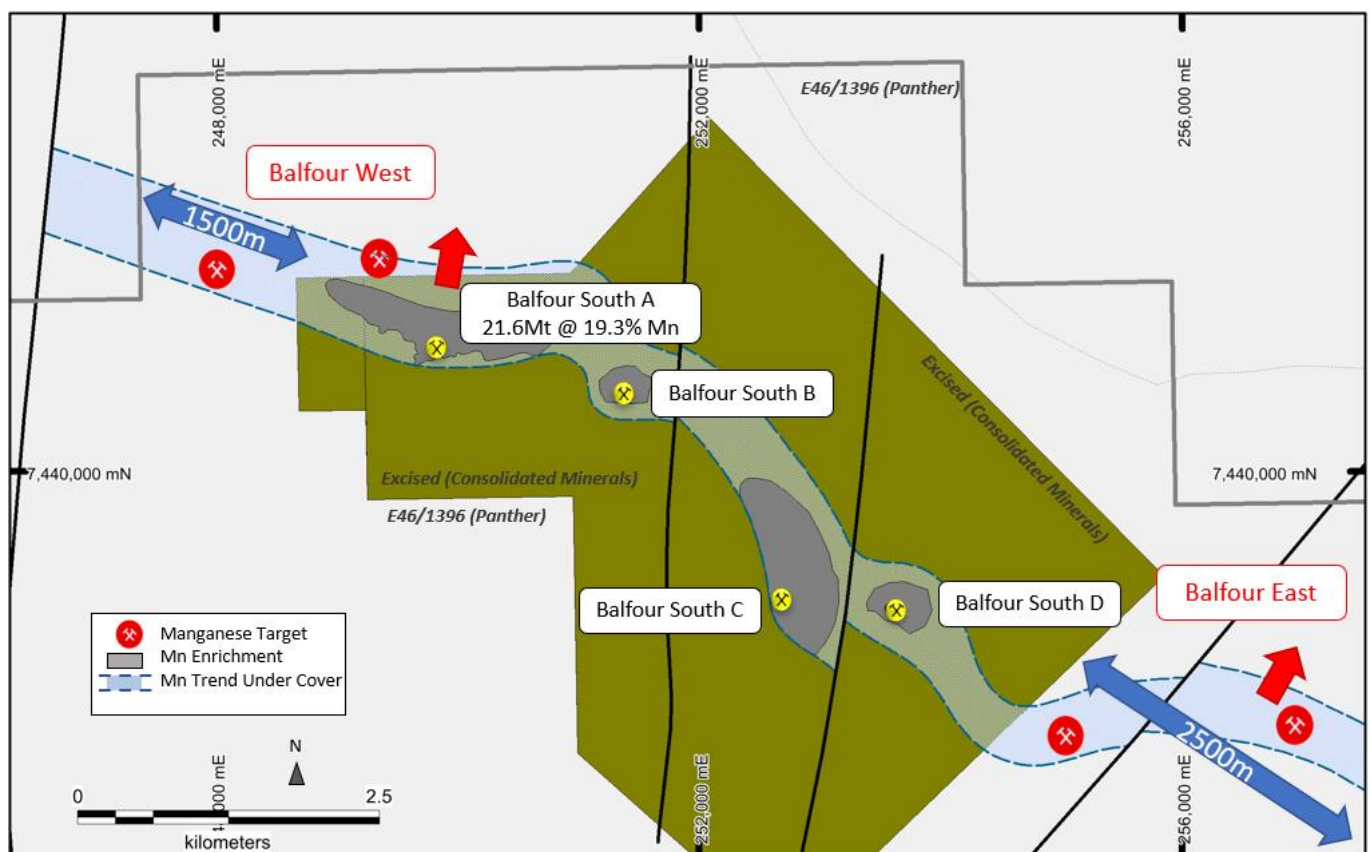 248,000 mE
252,000 mE
256,000 mE
E46/1396 (Panther)
Balfour West
1500m
Balfour South A
21.6Mt @ 19.3% Mn
Balfour South B
Excised (Consolidated Minerals)
7,440,000 mN
7,440,000 mN
Excised (Consolidated Minerals)
E46/1396 (Panther)
Balfour South C
Balfour South D
Balfour East
2500m
Manganese Target
Mn Enrichment
Mn Trend Under Cover
N
0
2.5
kilometers
252,000 mE
256,000 mE